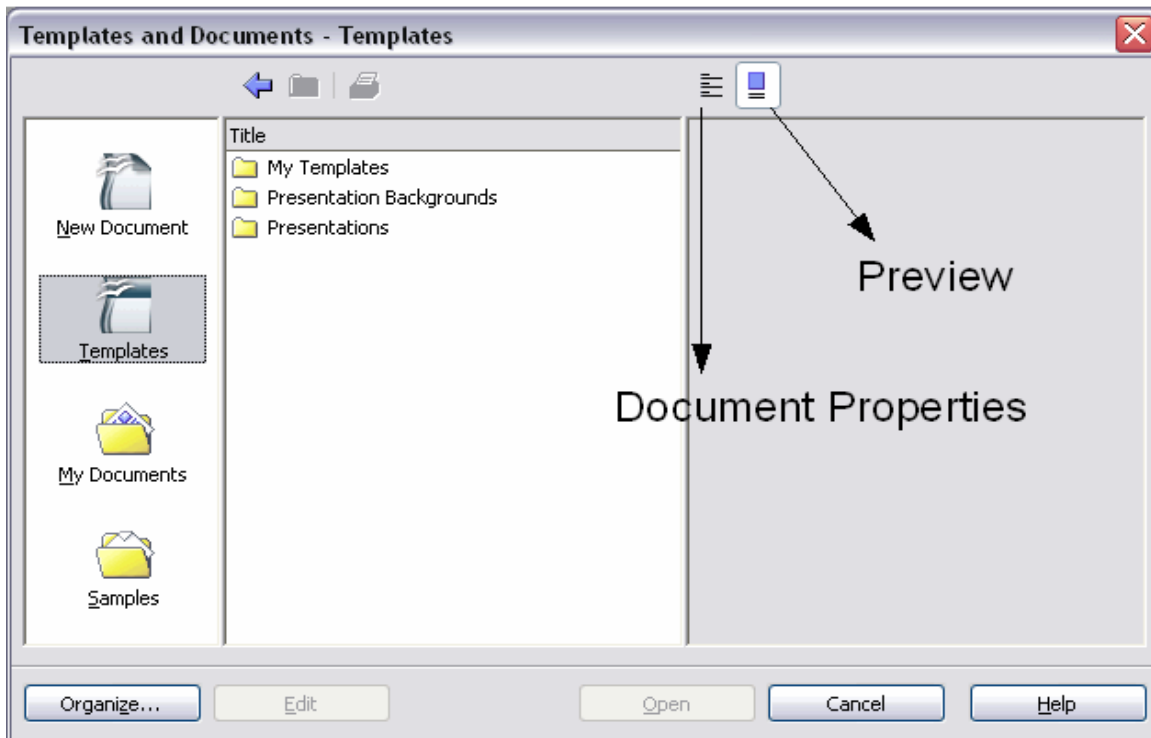 Templates and Documents - Templates
Title
My Templates
Presentation Backgrounds
Presentations
New Document
Templates
My Documents
Samples
Preview
Document Properties
Organize...
Edit
Open
Cancel
Help